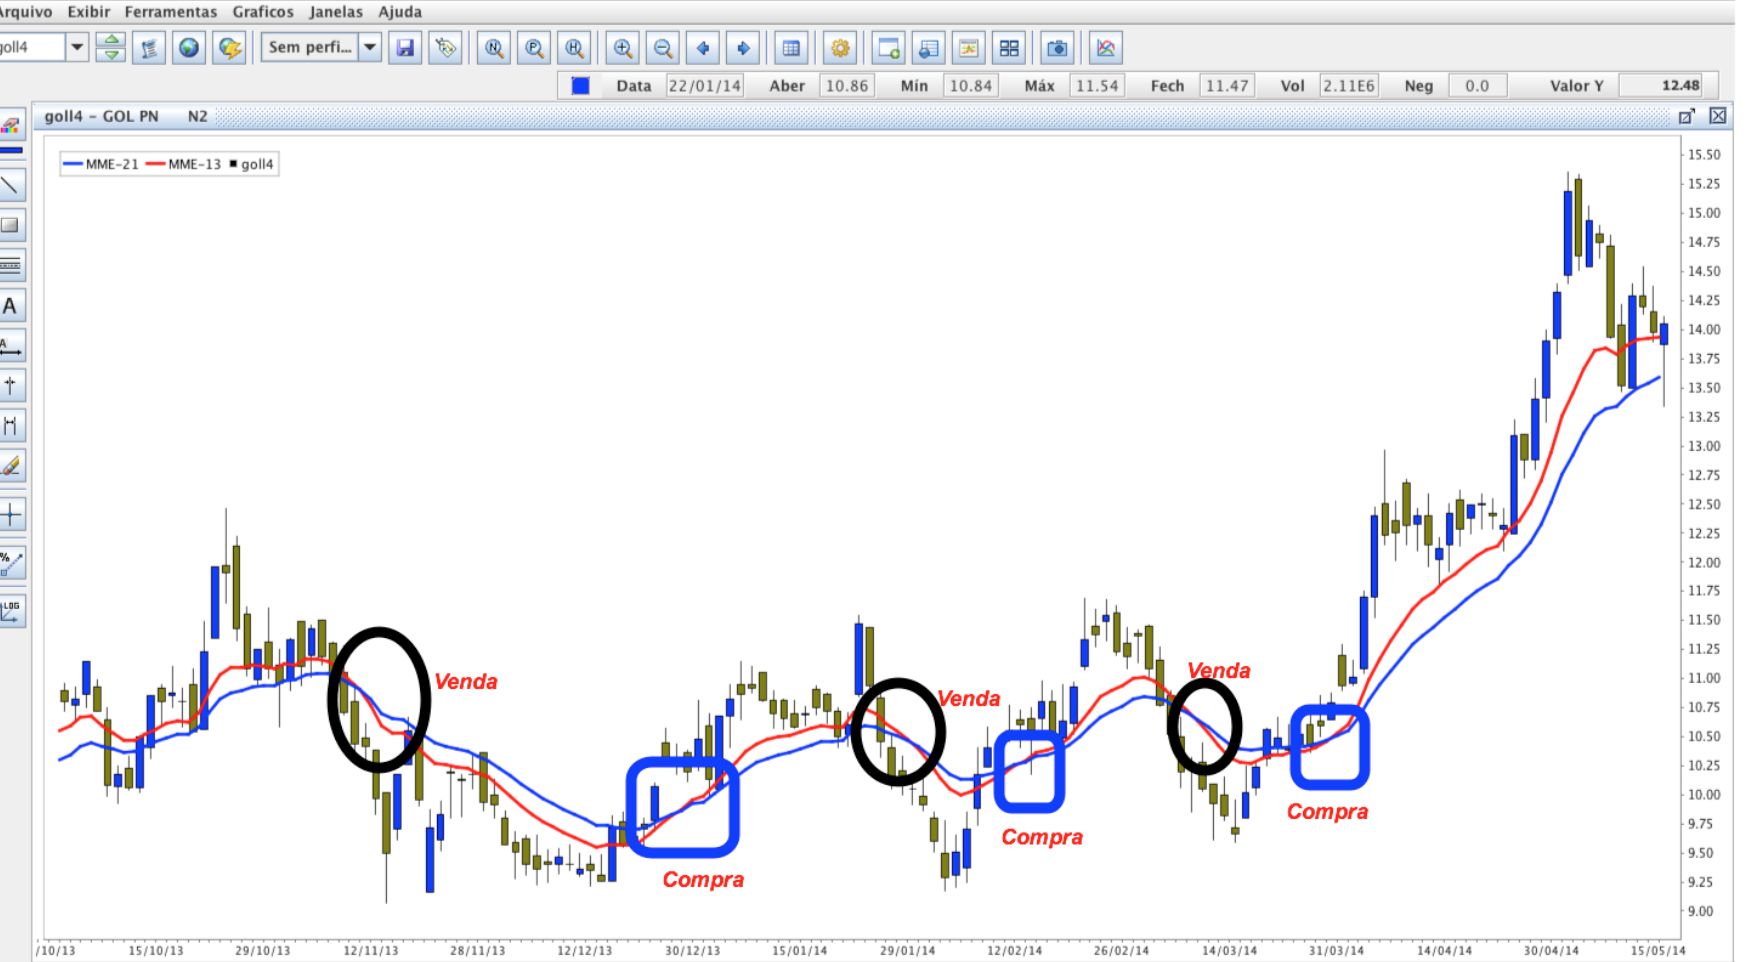 Arquivo Exibir Ferramentas Graficos Janelas Ajuda
goll4 Sem perfi... N P H
Data 22/01/14 Aber 10.86 Mín 10.84 Máx 11.54 Fech 11.47 Vol 2.11E6 Neg 0.0 Valor Y 12.48
goll4 - GOL PN N2
MME-21 MME-13 goll4
A
A
%
LOG
15.50
15.25
15.00
14.75
14.50
14.25
14.00
13.75
13.50
13.25
13.00
12.75
12.50
12.25
12.00
11.75
11.50
11.25
11.00
10.75
10.50
10.25
10.00
9.75
9.50
9.25
9.00
Venda
Venda
Venda
Compra
Compra
Compra
/10/13 15/10/13 29/10/13 12/11/13 28/11/13 12/12/13 30/12/13 15/01/14 29/01/14 12/02/14 26/02/14 14/03/14 31/03/14 14/04/14 30/04/14 15/05/14